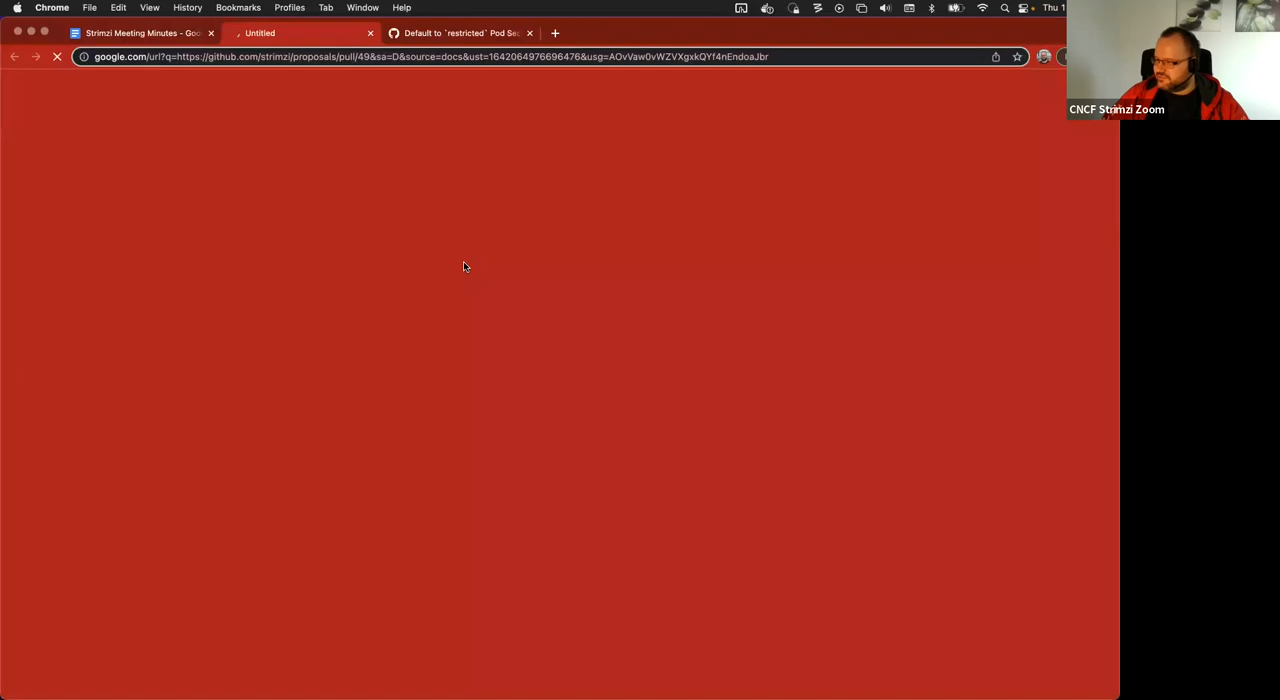 Chrome File Edit View History Bookmarks Profiles Tab Window Help Thu 1
Strimzi Meeting Minutes - Goo Untitled Default to `restricted` Pod Sec
google.com/url?q=https://github.com/strimzi/proposals/pull/49&sa=D&source=docs&ust=1642064976696476&usg=AOvVaw0vWZVXgxkQYf4nEndoaJbr
CNCF Strimzi Zoom